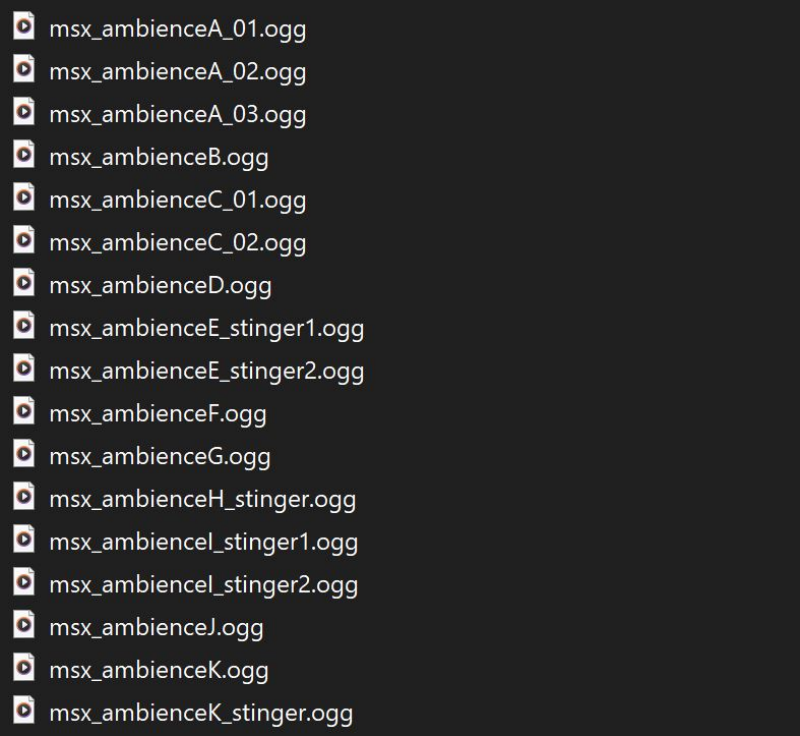 msx_ambienceA_01.ogg
msx_ambienceA_02.ogg
msx_ambienceA_03.ogg
msx_ambienceB.ogg
msx_ambienceC_01.ogg
msx_ambienceC_02.ogg
msx_ambienceD.ogg
msx_ambienceE_stinger1.ogg
msx_ambienceE_stinger2.ogg
msx_ambienceF.ogg
msx_ambienceG.ogg
msx_ambienceH_stinger.ogg
msx_ambienceI_stinger1.ogg
msx_ambienceI_stinger2.ogg
msx_ambienceJ.ogg
msx_ambienceK.ogg
msx_ambienceK_stinger.ogg